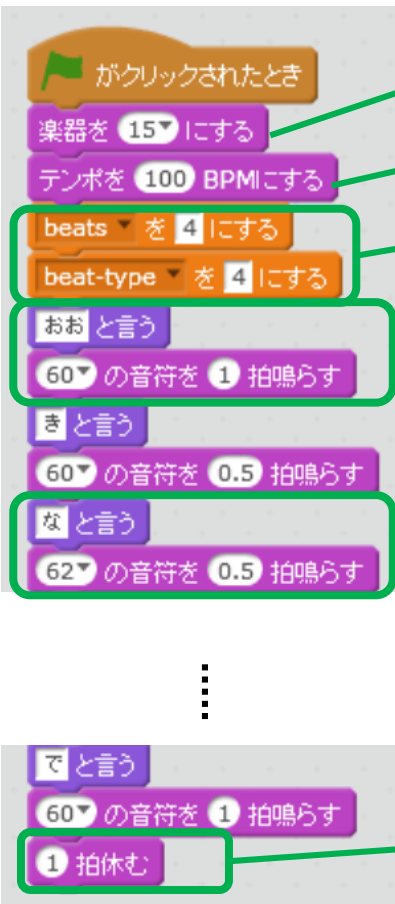 がクリックされたとき
楽器を 15 にする
テンポを 100 BPMにする
beats を 4 にする
beat-type を 4 にする
おお と言う
60 の音符を 1 拍鳴らす
き と言う
60 の音符を 0.5 拍鳴らす
な と言う
62 の音符を 0.5 拍鳴らす
で と言う
60 の音符を 1 拍鳴らす
1 拍休む